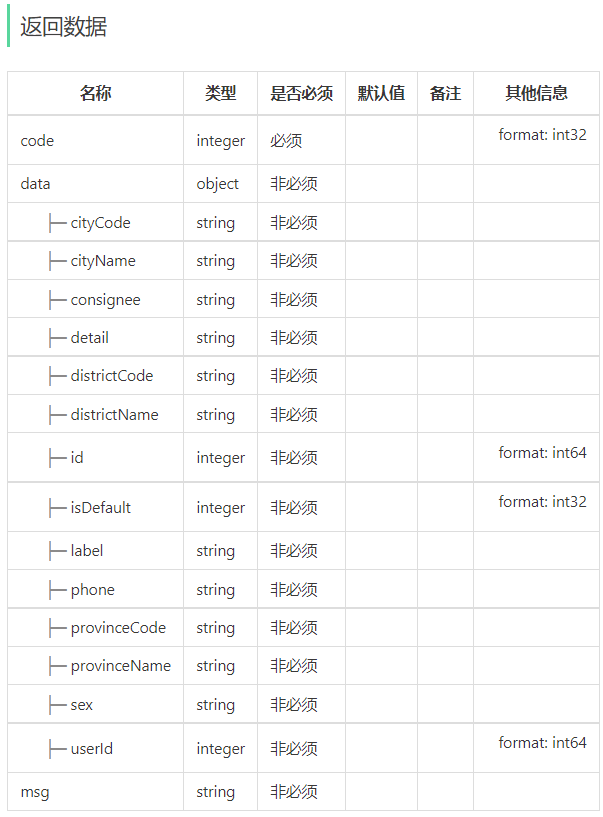 返回数据
名称 类型 是否必须 默认值 备注 其他信息
code integer 必须 format: int32
data object 非必须
├─ cityCode string 非必须
├─ cityName string 非必须
├─ consignee string 非必须
├─ detail string 非必须
├─ districtCode string 非必须
├─ districtName string 非必须
├─ id integer 非必须 format: int64
├─ isDefault integer 非必须 format: int32
├─ label string 非必须
├─ phone string 非必须
├─ provinceCode string 非必须
├─ provinceName string 非必须
├─ sex string 非必须
├─ userId integer 非必须 format: int64
msg string 非必须